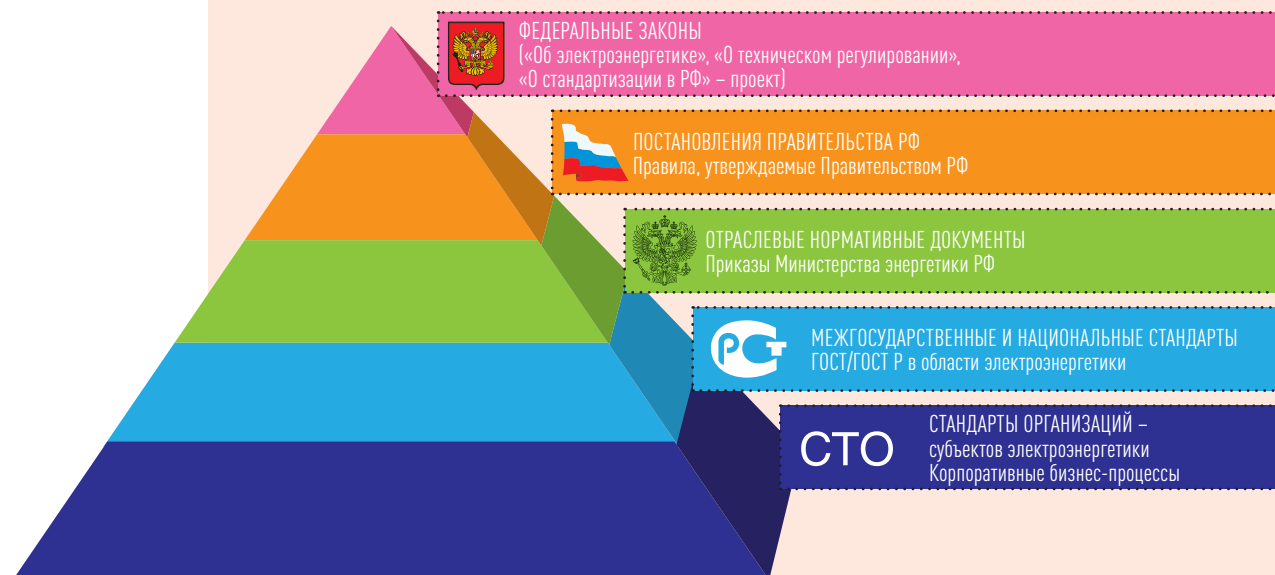 ФЕДЕРАЛЬНЫЕ ЗАКОНЫ
(«Об электроэнергетике», «О техническом регулировании»,
«О стандартизации в РФ» – проект)
ПОСТАНОВЛЕНИЯ ПРАВИТЕЛЬСТВА РФ
Правила, утверждаемые Правительством РФ
ОТРАСЛЕВЫЕ НОРМАТИВНЫЕ ДОКУМЕНТЫ
Приказы Министерства энергетики РФ
РСТ
МЕЖГОСУДАРСТВЕННЫЕ И НАЦИОНАЛЬНЫЕ СТАНДАРТЫ
ГОСТ/ГОСТ Р в области электроэнергетики
СТО
СТАНДАРТЫ ОРГАНИЗАЦИЙ –
субъектов электроэнергетики
Корпоративные бизнес-процессы